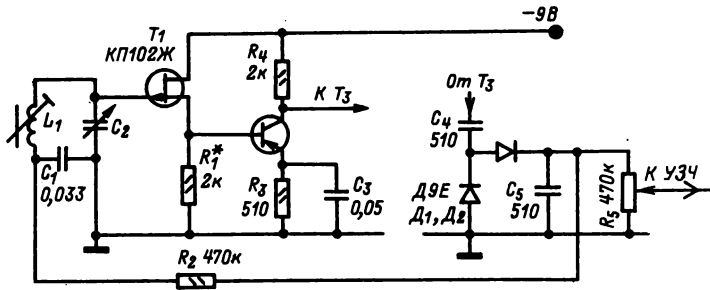 −9В
T₁
КП102Ж
R₄
2к
К T₃
От T₃
C₄
510
L₁
C₂
C₁
0,033
R₁*
2к
R₃
510
C₃
0,05
Д9Е
Д₁, Д₂
C₅
510
R₅ 470к
К УЗЧ
R₂ 470к